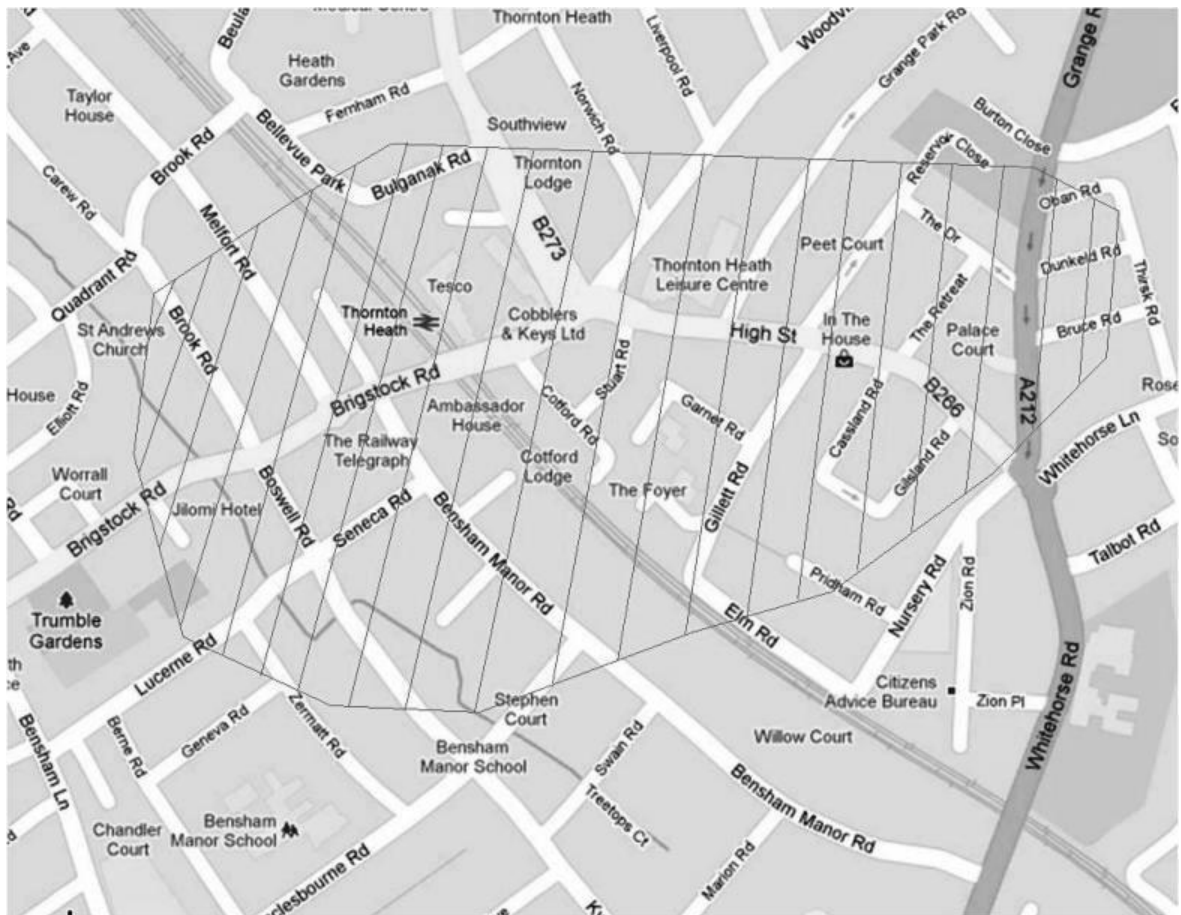 Thornton Heath
Heath
Gardens
Taylor
House
Fernham Rd
Liverpool Rd
Norwich Rd
Grange Park Rd
Burton Close
Brook Rd
Bellevue Park
Southview
Bulganak Rd
Thornton
Lodge
Carew Rd
Melfort Rd
B273
Close
Oban Rd
The Dr
Peet Court
Dunkeld Rd
Thirsk Rd
Quadrant Rd
Tesco
Thornton Heath
Leisure Centre
The Retreat
St Andrews
Church
Brook Rd
Thornton
Heath
Cobblers
& Keys Ltd
High St
In The
House
Palace
Court
Bruce Rd
House
Elliott Rd
Brigstock Rd
Stuart Rd
B266
A212
Ambassador
House
Cotford Rd
Garnet Rd
Cassland Rd
Whitehorse Ln
The Railway
Telegraph
Cotford
Lodge
Gilsland Rd
Worrall
Court
Boswell Rd
The Foyer
Gillett Rd
Brigstock Rd
Jilomi Hotel
Seneca Rd
Bensham Manor Rd
Talbot Rd
Pridham Rd
Nursery Rd
Zion Rd
Trumble
Gardens
Elm Rd
Lucerne Rd
Whitehorse Rd
Citizens
Advice Bureau
Zion Pl
Stephen
Court
Geneva Rd
Zermatt Rd
Berne Rd
Bensham
Manor School
Swain Rd
Willow Court
Bensham Ln
Treetops Ct
Bensham Manor Rd
Chandler
Court
Bensham
Manor School
Marion Rd